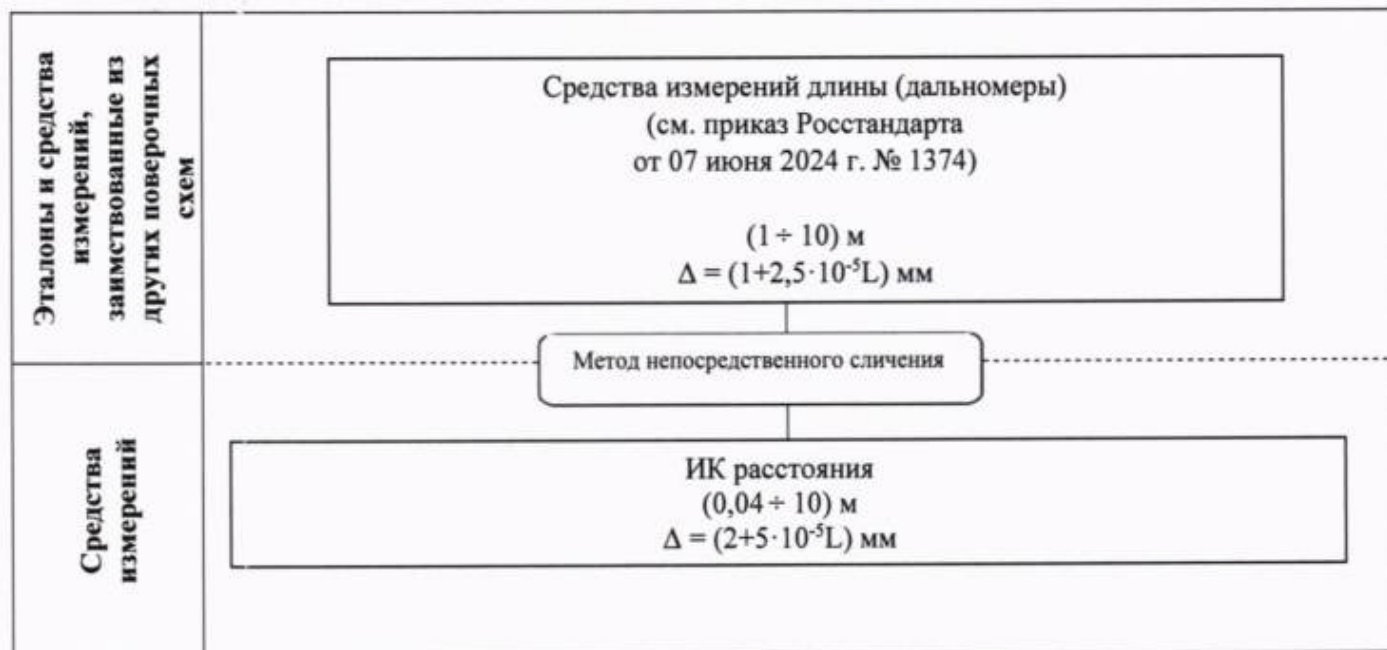 Эталоны и средства
измерений,
заимствованные из
других поверочных
схем
Средства измерений длины (дальномеры)
(см. приказ Росстандарта
от 07 июня 2024 г. № 1374)
(1 ÷ 10) м
Δ = (1+2,5·10⁻⁵L) мм
Метод непосредственного сличения
Средства
измерений
ИК расстояния
(0,04 ÷ 10) м
Δ = (2+5·10⁻⁵L) мм